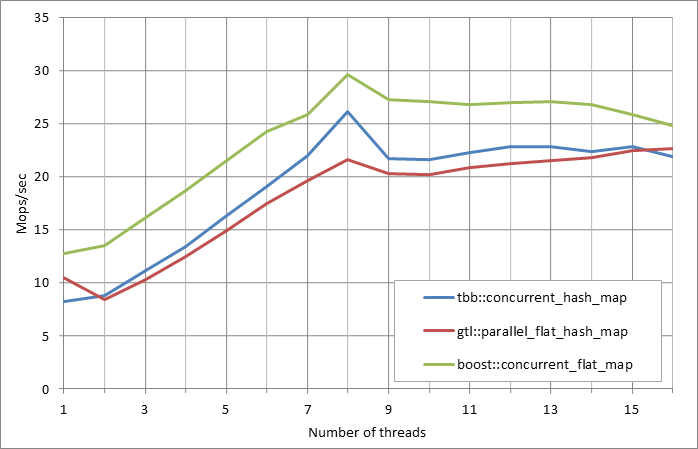 35
30
25
20
15
10
5
0
Mops/sec
1 3 5 7 9 11 13 15
Number of threads
tbb::concurrent_hash_map
gtl::parallel_flat_hash_map
boost::concurrent_flat_map